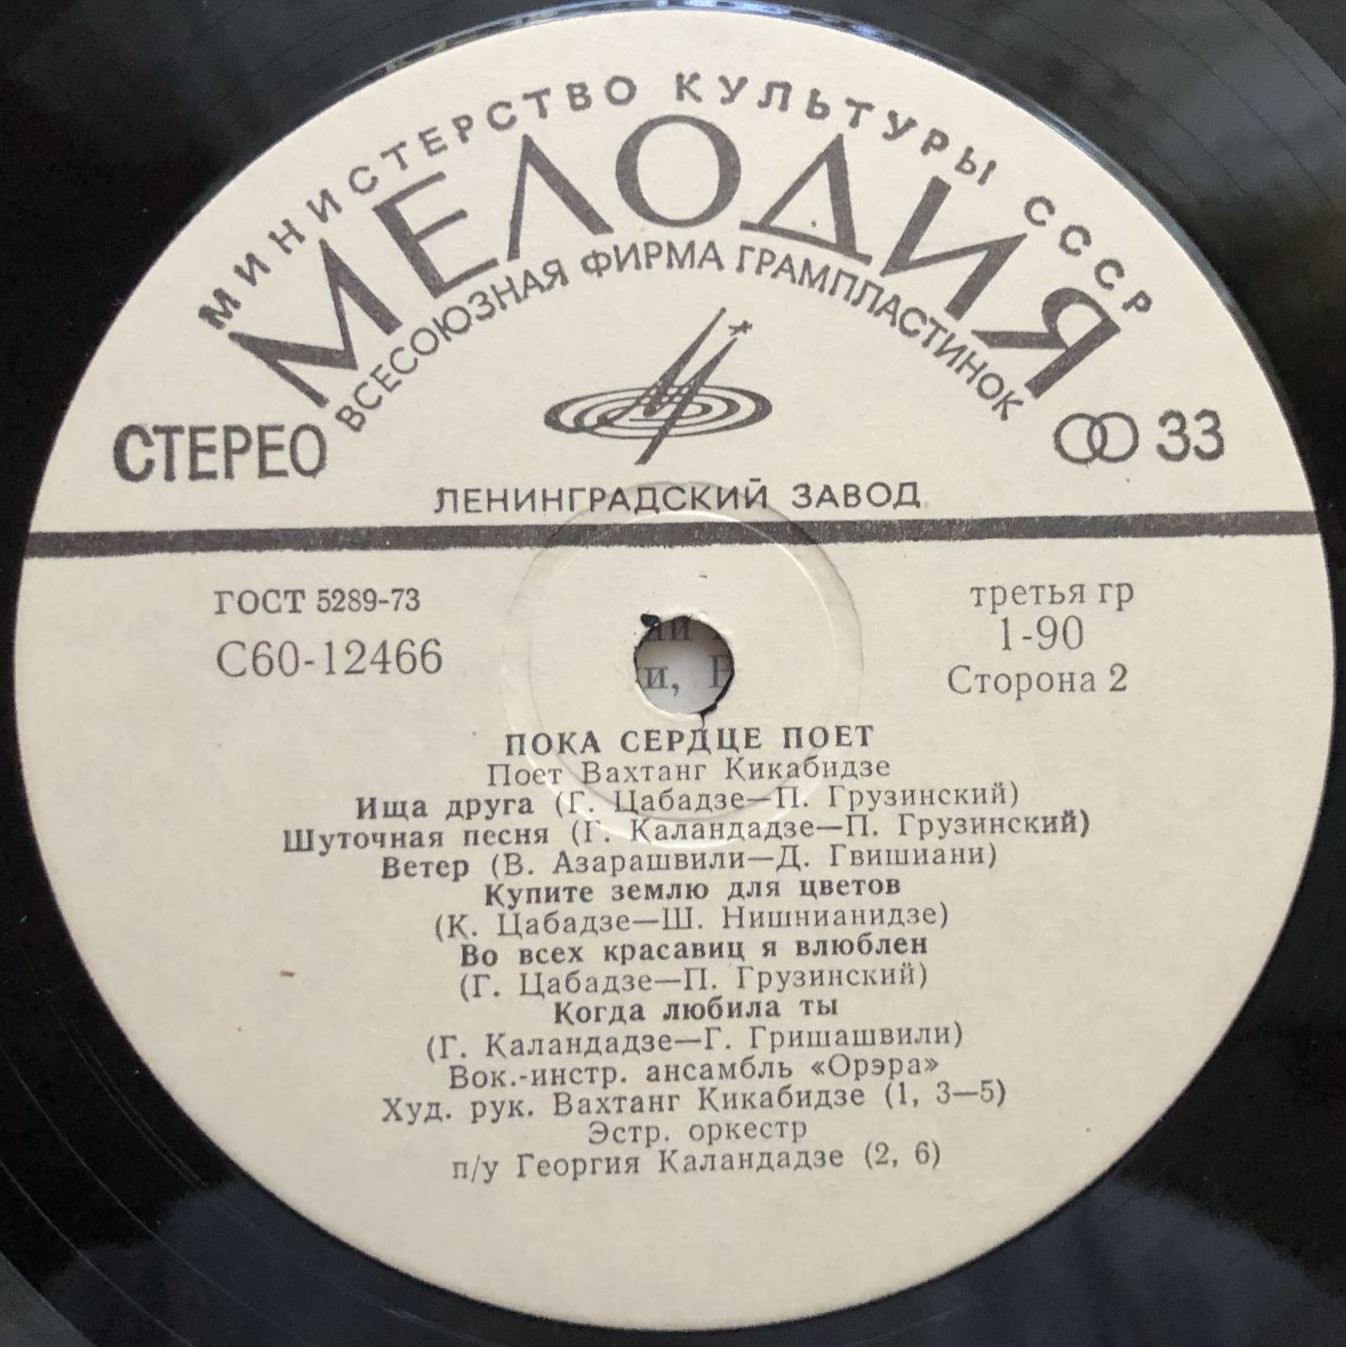 МИНИСТЕРСТВО КУЛЬТУРЫ СССР
МЕЛОДИЯ
ВСЕСОЮЗНАЯ ФИРМА ГРАМПЛАСТИНОК
СТЕРЕО
33
ЛЕНИНГРАДСКИЙ ЗАВОД
ГОСТ 5289-73
С60-12466
третья гр
1-90
Сторона 2
ПОКА СЕРДЦЕ ПОЕТ
Поет Вахтанг Кикабидзе
Ища друга (Г. Цабадзе—П. Грузинский)
Шуточная песня (Г. Каландадзе—П. Грузинский)
Ветер (В. Азарашвили—Д. Гвишиани)
Купите землю для цветов
(К. Цабадзе—Ш. Нишнианидзе)
Во всех красавиц я влюблен
(Г. Цабадзе—П. Грузинский)
Когда любила ты
(Г. Каландадзе—Г. Гришашвили)
Вок.-инстр. ансамбль «Орэра»
Худ. рук. Вахтанг Кикабидзе (1, 3—5)
Эстр. оркестр
п/у Георгия Каландадзе (2, 6)